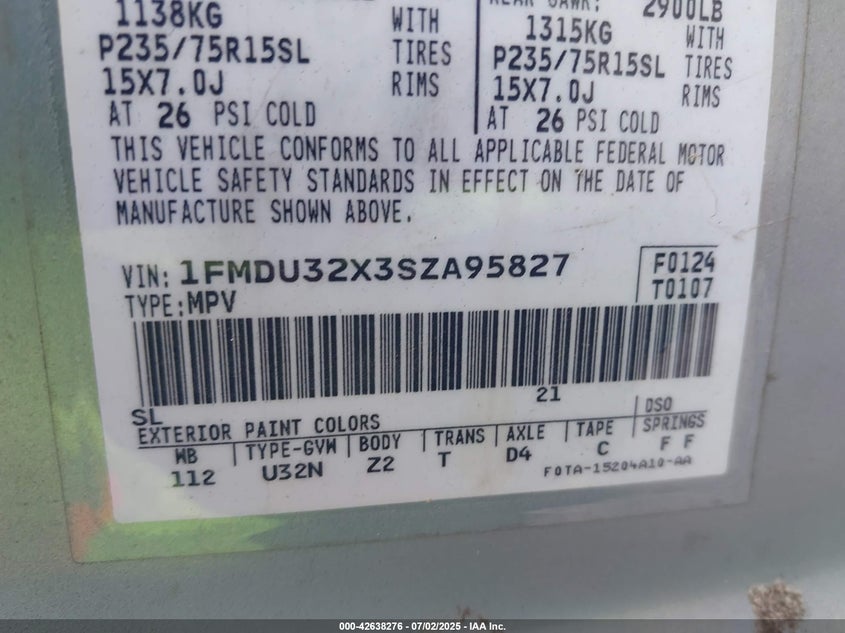 REAR GAWR: 2900LB
1138KG WITH 1315KG WITH
P235/75R15SL TIRES P235/75R15SL TIRES
15X7.0J RIMS 15X7.0J RIMS
AT 26 PSI COLD AT 26 PSI COLD
THIS VEHICLE CONFORMS TO ALL APPLICABLE FEDERAL MOTOR
VEHICLE SAFETY STANDARDS IN EFFECT ON THE DATE OF
MANUFACTURE SHOWN ABOVE.
VIN: 1FMDU32X3SZA95827 F0124
TYPE: MPV T0107
21
SL DSO
EXTERIOR PAINT COLORS
WB TYPE-GVW BODY TRANS AXLE TAPE SPRINGS
112 U32N Z2 T D4 C F F
F0TA-15204A10-AA
000-42638276 - 07/02/2025 - IAA Inc.